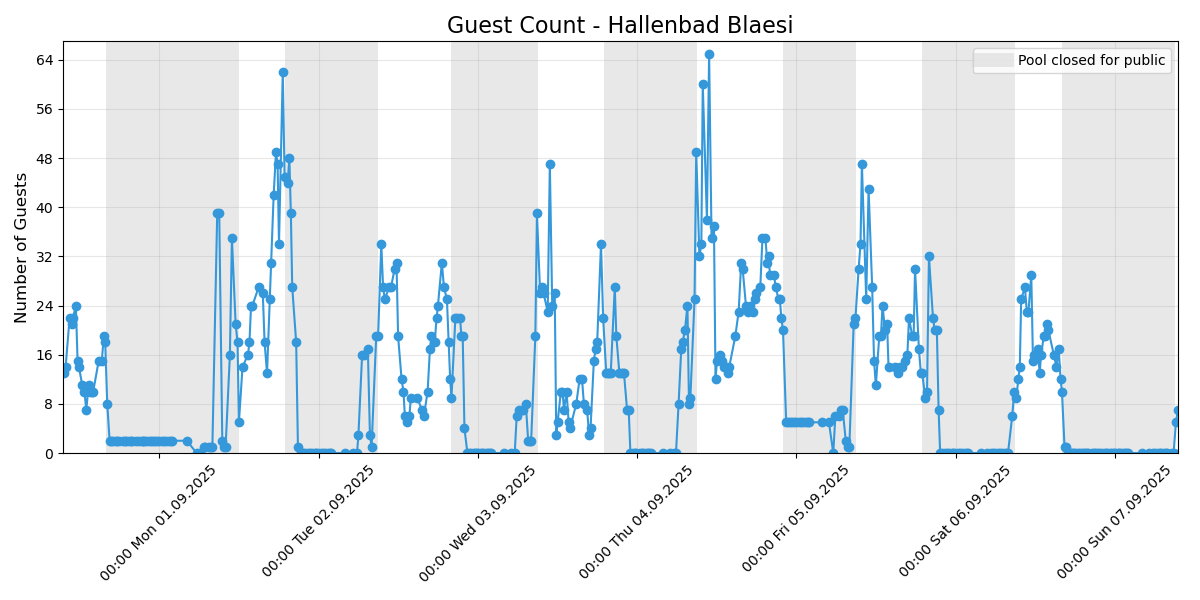 Guest Count - Hallenbad Blaesi
Pool closed for public
Number of Guests
64
56
48
40
32
24
16
8
0
00:00 Mon 01.09.2025
00:00 Tue 02.09.2025
00:00 Wed 03.09.2025
00:00 Thu 04.09.2025
00:00 Fri 05.09.2025
00:00 Sat 06.09.2025
00:00 Sun 07.09.2025